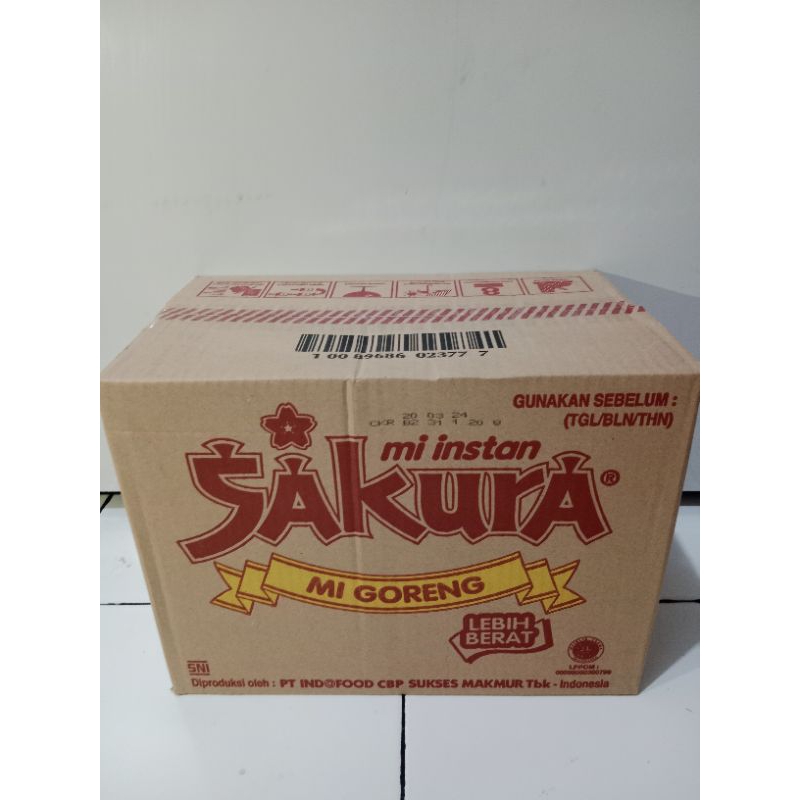 1 00 89686 02377 7
GUNAKAN SEBELUM :
(TGL/BLN/THN)
20 03 24
mi instan
SAkurA®
MI GORENG
LEBIH
BERAT
SNI
LPPOM :
Diproduksi oleh : PT INDOFOOD CBP SUKSES MAKMUR Tbk - Indonesia